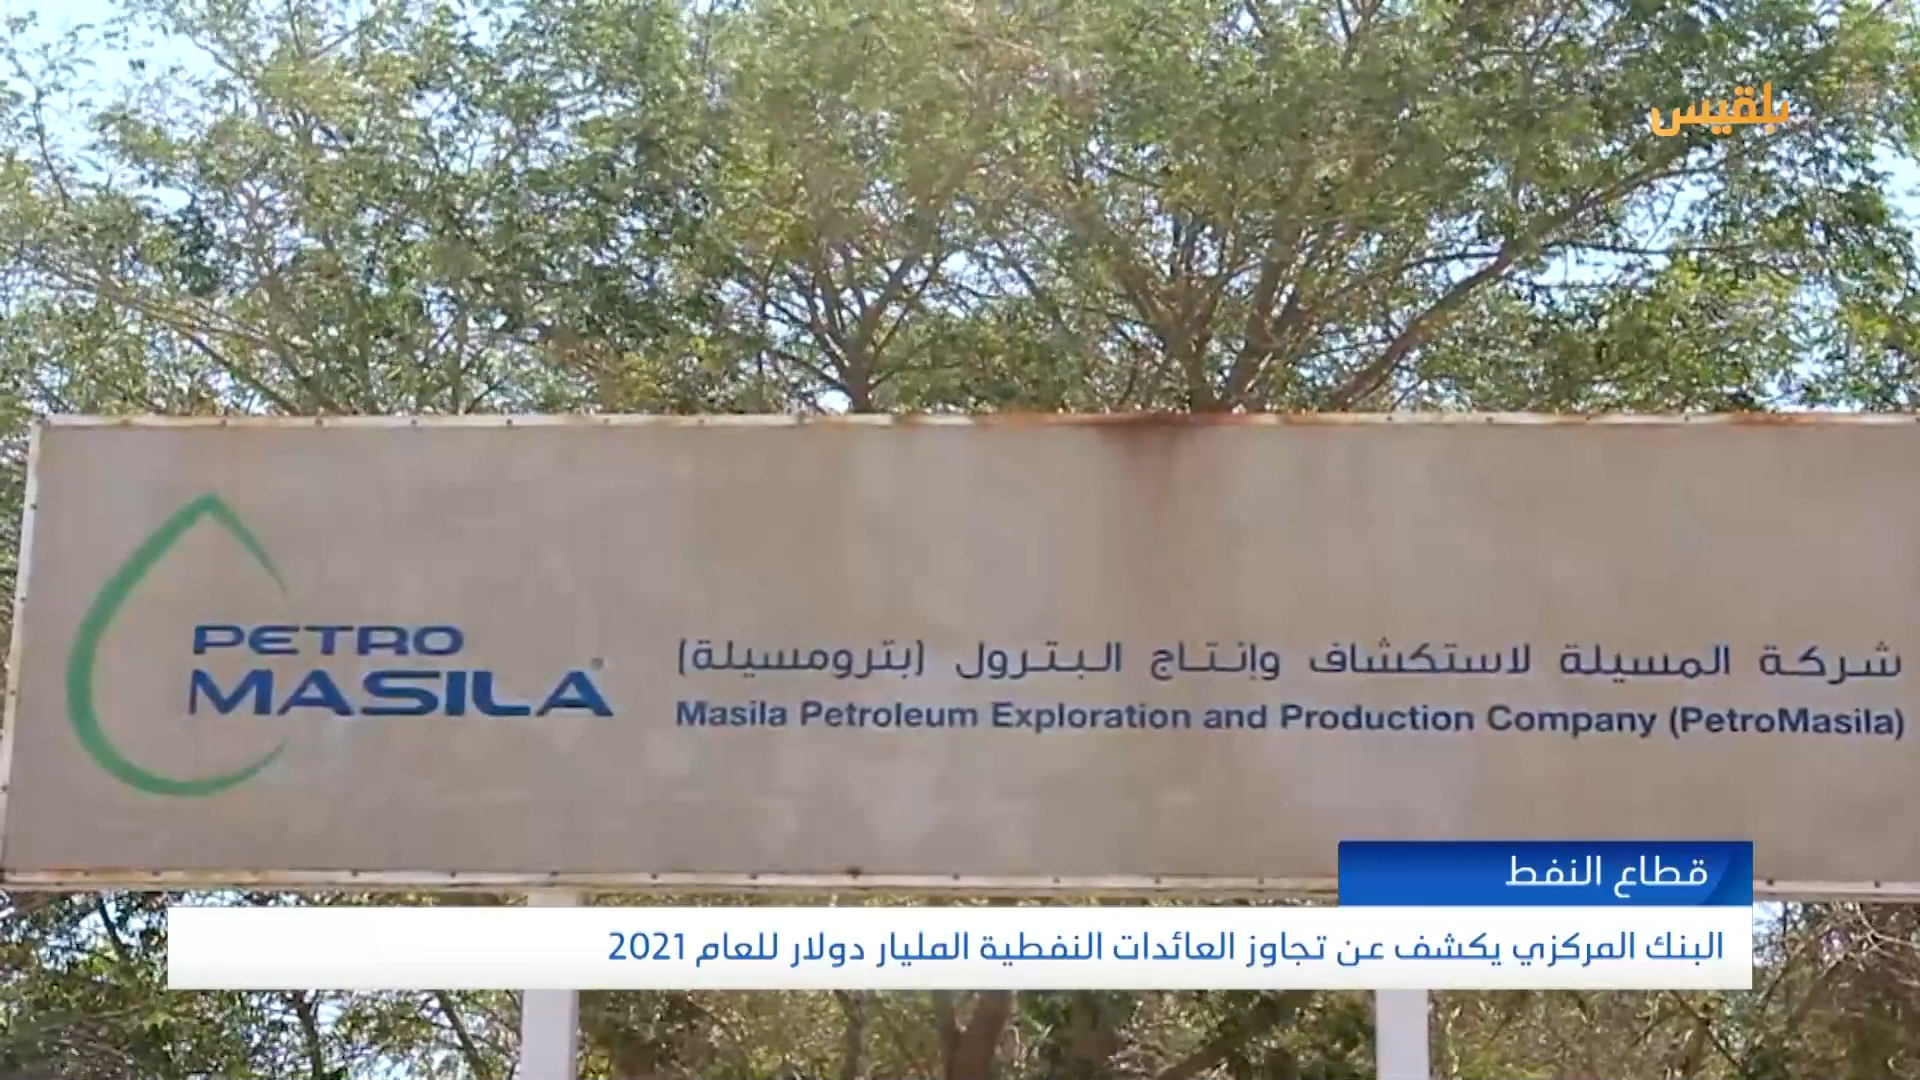 بلقيس
PETRO
MASILA®
شركة المسيلة لاستكشاف وإنتاج البترول (بترومسيلة)
Masila Petroleum Exploration and Production Company (PetroMasila)
قطاع النفط
البنك المركزي يكشف عن تجاوز العائدات النفطية المليار دولار للعام 2021